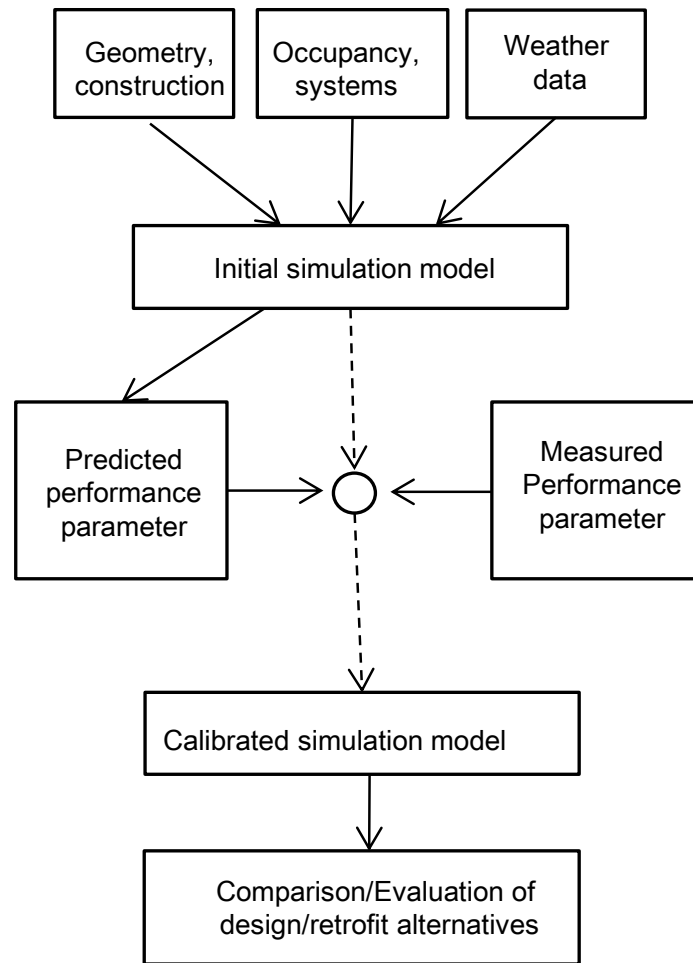 Geometry,
construction
Occupancy,
systems
Weather
data
Initial simulation model
Predicted
performance
parameter
Measured
Performance
parameter
Calibrated simulation model
Comparison/Evaluation of
design/retrofit alternatives